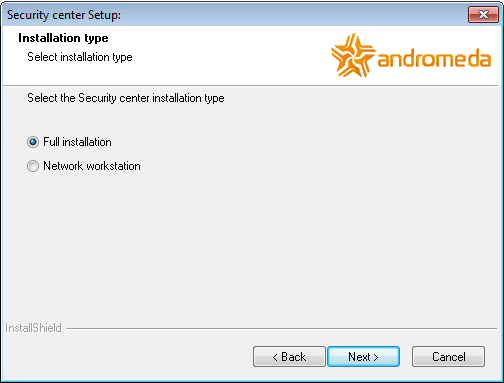 Security center Setup:
Installation type
Select installation type
andromeda
Select the Security center installation type
Full installation
Network workstation
InstallShield
< Back
Next >
Cancel